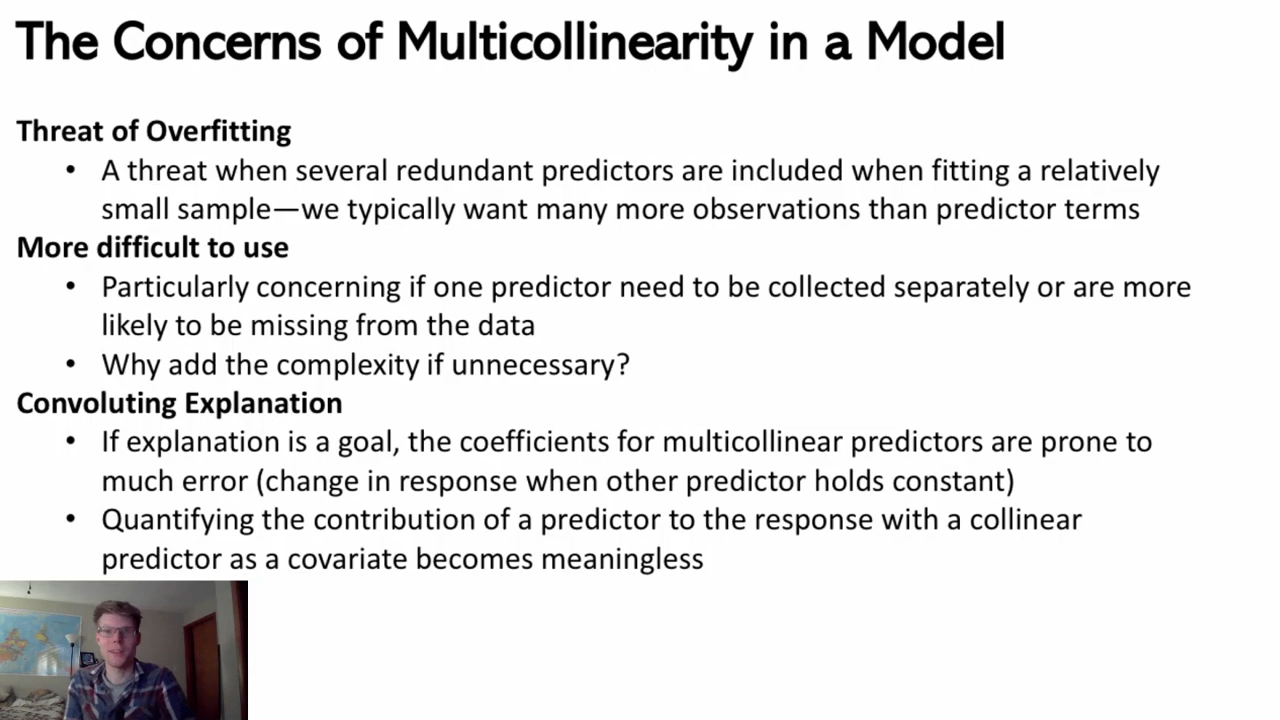 The Concerns of Multicollinearity in a Model
Threat of Overfitting
• A threat when several redundant predictors are included when fitting a relatively
small sample—we typically want many more observations than predictor terms
More difficult to use
• Particularly concerning if one predictor need to be collected separately or are more
likely to be missing from the data
• Why add the complexity if unnecessary?
Convoluting Explanation
• If explanation is a goal, the coefficients for multicollinear predictors are prone to
much error (change in response when other predictor holds constant)
• Quantifying the contribution of a predictor to the response with a collinear
predictor as a covariate becomes meaningless